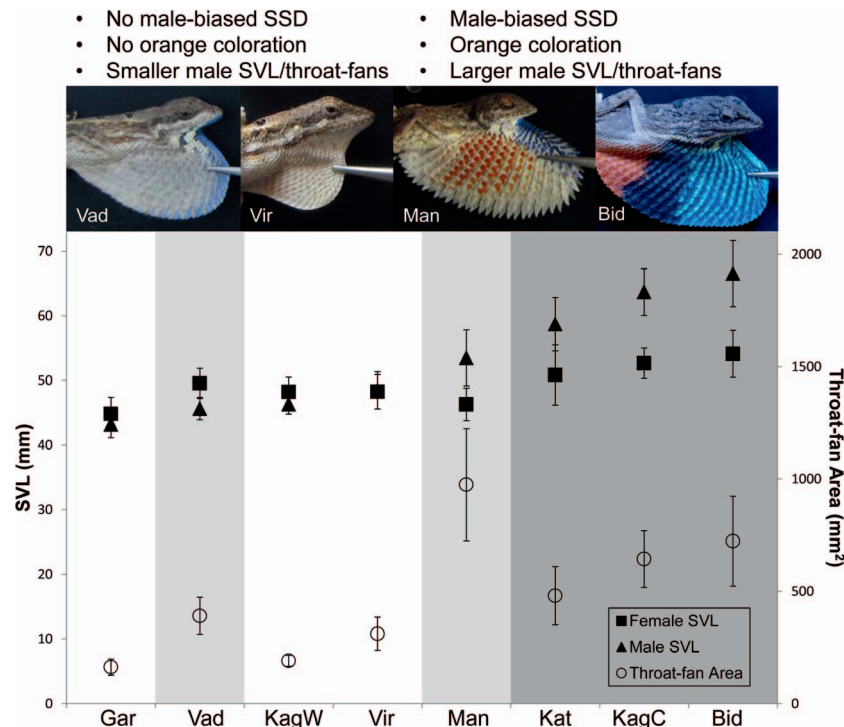 • No male-biased SSD
• No orange coloration
• Smaller male SVL/throat-fans
• Male-biased SSD
• Orange coloration
• Larger male SVL/throat-fans
Vad
Vir
Man
Bid
70
60
50
40
30
20
10
0
SVL (mm)
2000
1500
1000
500
0
Throat-fan Area (mm²)
■ Female SVL
▲ Male SVL
○ Throat-fan Area
Gar Vad KagW Vir Man Kat KagC Bid